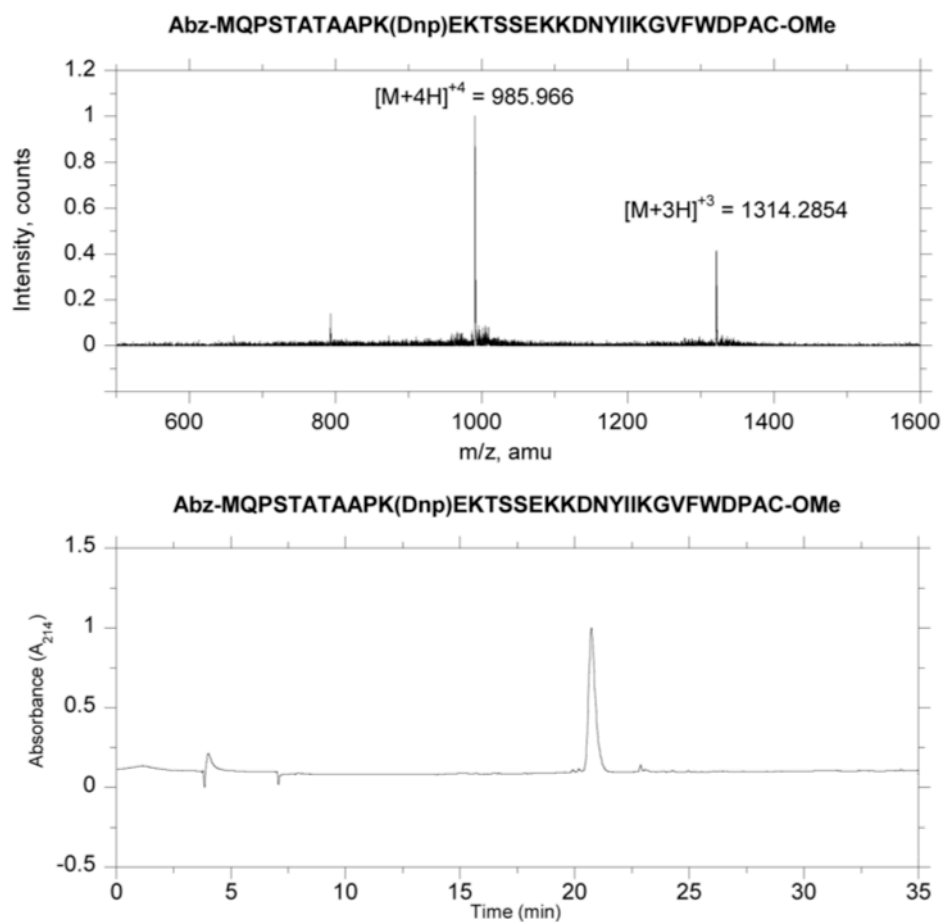 Abz-MQPSTATAAPK(Dnp)EKTSSEKKDNYIIKGVFWDPAC-OMe
1.2
[M+4H]+4 = 985.966
1
0.8
[M+3H]+3 = 1314.2854
0.6
0.4
0.2
0
Intensity, counts
600 800 1000 1200 1400 1600
m/z, amu
Abz-MQPSTATAAPK(Dnp)EKTSSEKKDNYIIKGVFWDPAC-OMe
1.5
1
0.5
0
-0.5
Absorbance (A214)
0 5 10 15 20 25 30 35
Time (min)